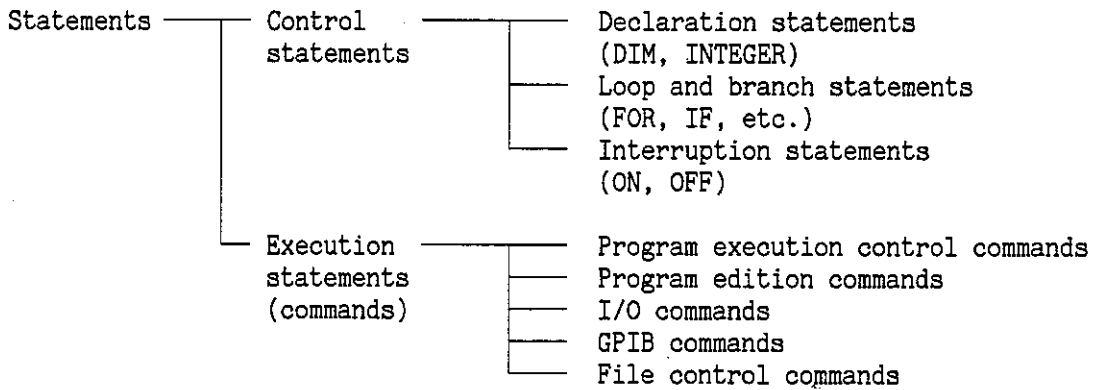 Statements
Control
statements
Declaration statements
(DIM, INTEGER)
Loop and branch statements
(FOR, IF, etc.)
Interruption statements
(ON, OFF)
Execution
statements
(commands)
Program execution control commands
Program edition commands
I/O commands
GPIB commands
File control commands